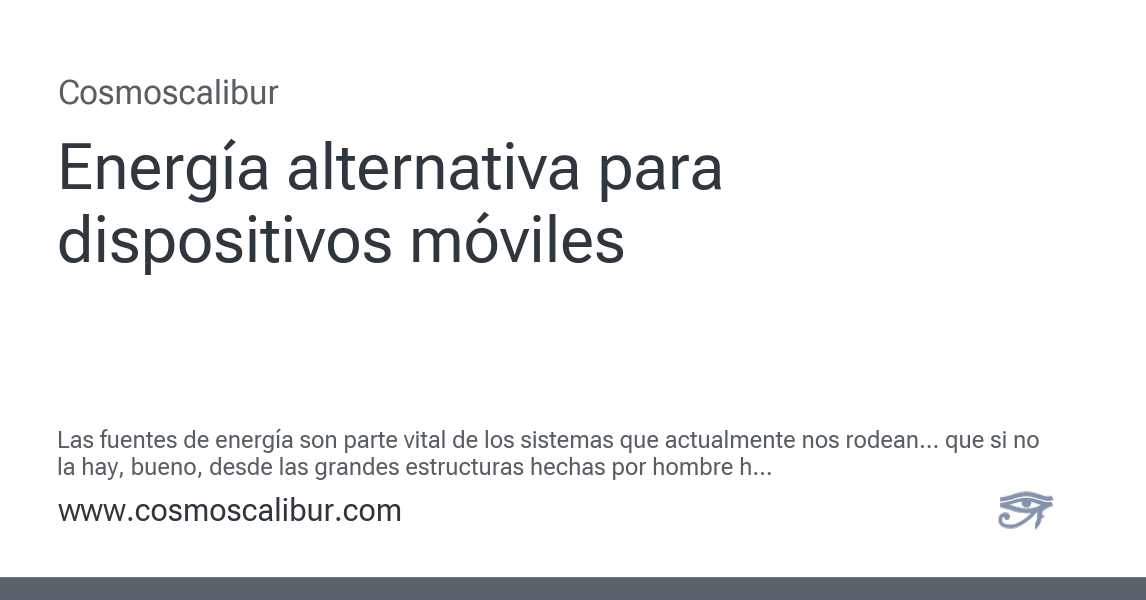 Cosmoscalibur
Energía alternativa para
dispositivos móviles
Las fuentes de energía son parte vital de los sistemas que actualmente nos rodean... que si no
la hay, bueno, desde las grandes estructuras hechas por hombre h...
www.cosmoscalibur.com